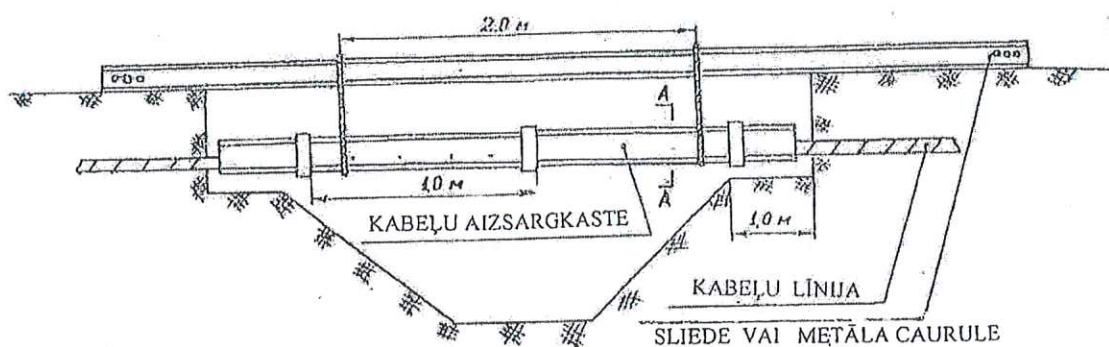 2.0 м
A
1,0 м
A
KABEĻU AIZSARGKASTE
1,0 м
KABEĻU LĪNIJA
SLIEDE VAI METĀLA CAURULE